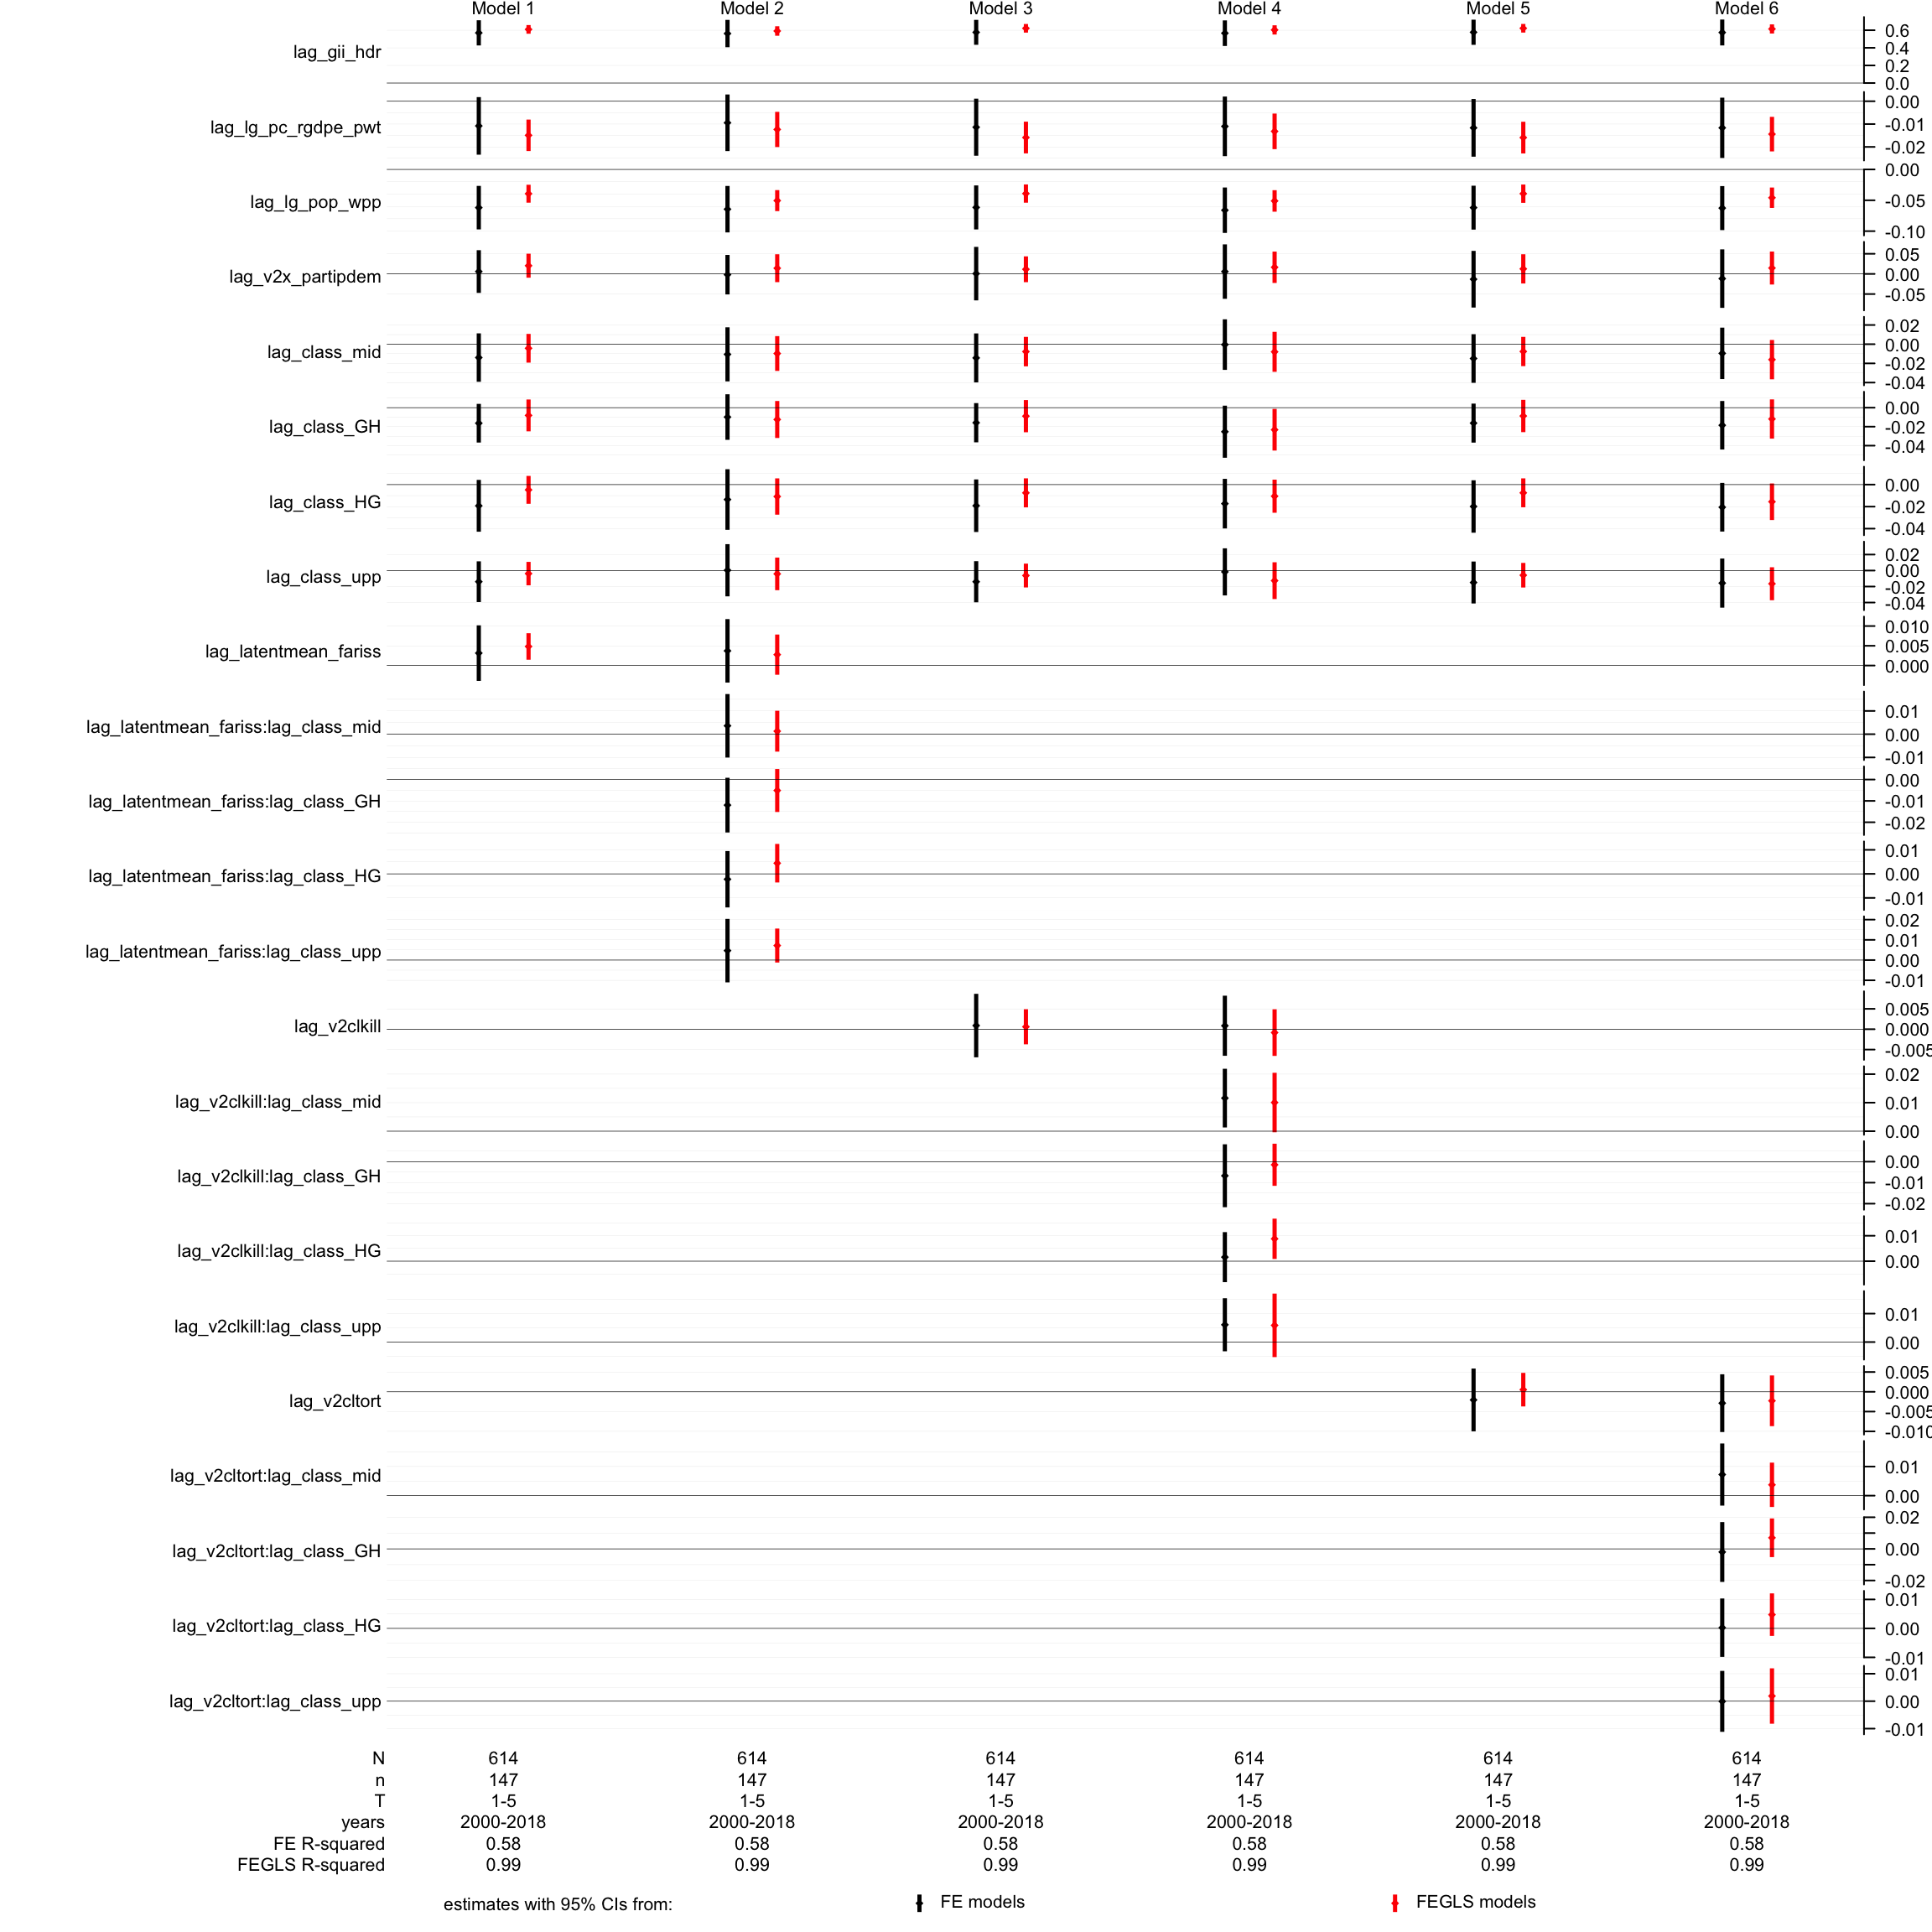 Model 1 Model 2 Model 3 Model 4 Model 5 Model 6
lag_gii_hdr
0.6
0.4
0.2
0.0
lag_lg_pc_rgdpe_pwt
0.00
-0.01
-0.02
lag_lg_pop_wpp
0.00
-0.05
-0.10
lag_v2x_partipdem
0.05
0.00
-0.05
lag_class_mid
0.02
0.00
-0.02
-0.04
lag_class_GH
0.00
-0.02
-0.04
lag_class_HG
0.00
-0.02
-0.04
lag_class_upp
0.02
0.00
-0.02
-0.04
lag_latentmean_fariss
0.010
0.005
0.000
lag_latentmean_fariss:lag_class_mid
0.01
0.00
-0.01
lag_latentmean_fariss:lag_class_GH
0.00
-0.01
-0.02
lag_latentmean_fariss:lag_class_HG
0.01
0.00
-0.01
lag_latentmean_fariss:lag_class_upp
0.02
0.01
0.00
-0.01
lag_v2clkill
0.005
0.000
-0.005
lag_v2clkill:lag_class_mid
0.02
0.01
0.00
lag_v2clkill:lag_class_GH
0.00
-0.01
-0.02
lag_v2clkill:lag_class_HG
0.01
0.00
lag_v2clkill:lag_class_upp
0.01
0.00
lag_v2cltort
0.005
0.000
-0.005
-0.010
lag_v2cltort:lag_class_mid
0.01
0.00
lag_v2cltort:lag_class_GH
0.02
0.00
-0.02
lag_v2cltort:lag_class_HG
0.01
0.00
-0.01
lag_v2cltort:lag_class_upp
0.01
0.00
-0.01
N 614 614 614 614 614 614
n 147 147 147 147 147 147
T 1-5 1-5 1-5 1-5 1-5 1-5
years 2000-2018 2000-2018 2000-2018 2000-2018 2000-2018 2000-2018
FE R-squared 0.58 0.58 0.58 0.58 0.58 0.58
FEGLS R-squared 0.99 0.99 0.99 0.99 0.99 0.99
estimates with 95% CIs from: FE models FEGLS models